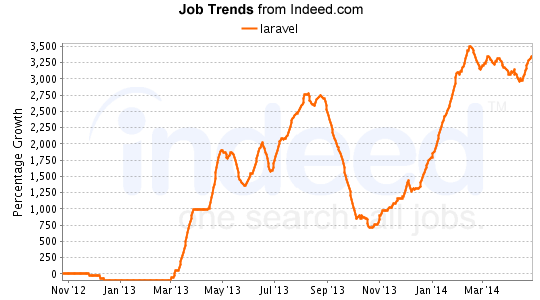 Job Trends from Indeed.com
laravel
3,500
3,250
3,000
2,750
2,500
2,250
2,000
1,750
1,500
1,250
1,000
750
500
250
0
Percentage Growth
indeed™
one search. all jobs.
Nov '12 Jan '13 Mar '13 May '13 Jul '13 Sep '13 Nov '13 Jan '14 Mar '14